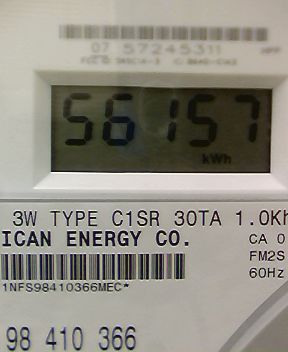 07 57245311
56157
kWh
3W TYPE C1SR 30TA 1.0Kh
ICAN ENERGY CO.
CA 0
FM2S
60Hz
1NFS98410366MEC*
98 410 366